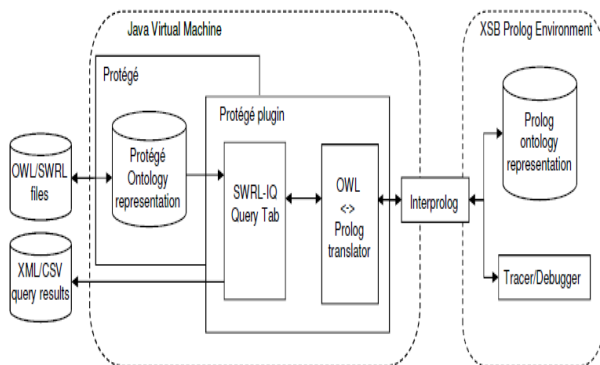 Java Virtual Machine
XSB Prolog Environment
Protégé
Protégé plugin
OWL/SWRL
files
Protégé
Ontology
representation
SWRL-IQ
Query Tab
OWL
<->
Prolog
translator
Interprolog
Prolog
ontology
representation
XML/CSV
query results
Tracer/Debugger